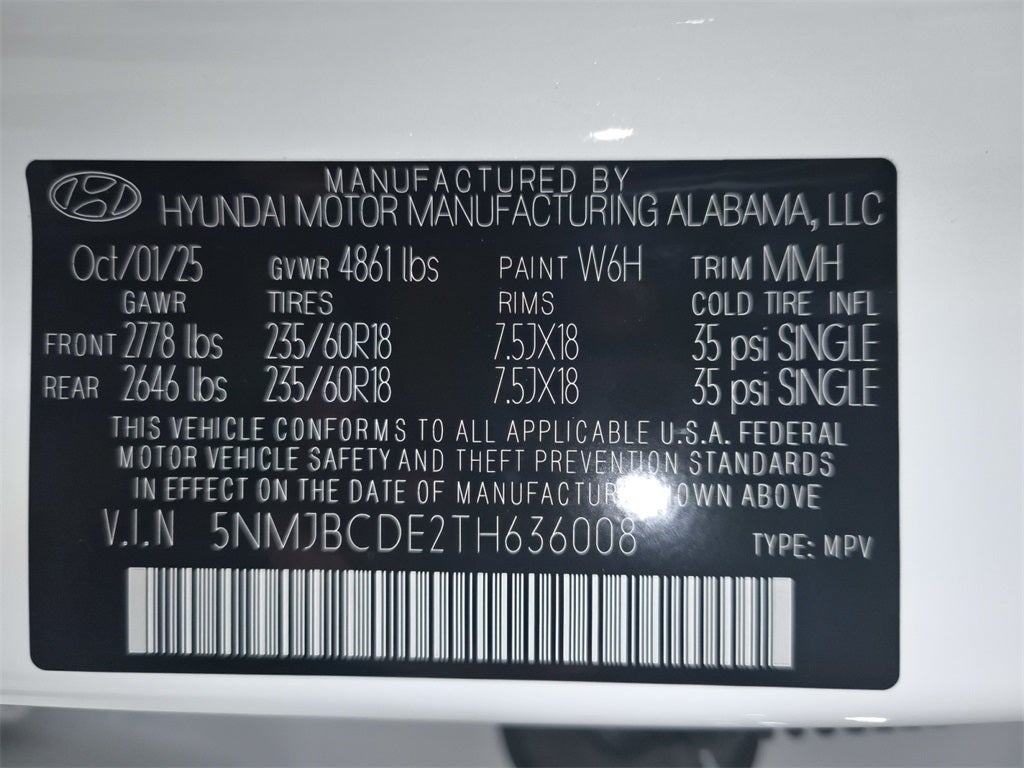 MANUFACTURED BY
HYUNDAI MOTOR MANUFACTURING ALABAMA, LLC
Oct/01/25 GVWR 4861 lbs PAINT W6H TRIM MMH
GAWR TIRES RIMS COLD TIRE INFL
FRONT 2778 lbs 235/60R18 7.5JX18 35 psi SINGLE
REAR 2646 lbs 235/60R18 7.5JX18 35 psi SINGLE
THIS VEHICLE CONFORMS TO ALL APPLICABLE U.S.A. FEDERAL
MOTOR VEHICLE SAFETY AND THEFT PREVENTION STANDARDS
IN EFFECT ON THE DATE OF MANUFACTURE SHOWN ABOVE
V.I.N 5NMJBCDE2TH636008 TYPE: MPV